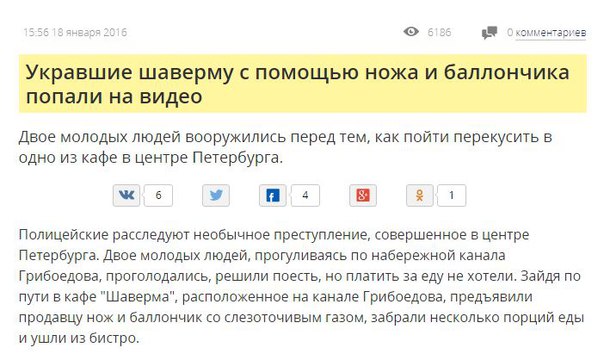 15:56 18 января 2016
6186
0 комментариев
Укравшие шаверму с помощью ножа и баллончика
попали на видео
Двое молодых людей вооружились перед тем, как пойти перекусить в
одно из кафе в центре Петербурга.
6
4
1
Полицейские расследуют необычное преступление, совершенное в центре
Петербурга. Двое молодых людей, прогуливаясь по набережной канала
Грибоедова, проголодались, решили поесть, но платить за еду не хотели. Зайдя по
пути в кафе "Шаверма", расположенное на канале Грибоедова, предъявили
продавцу нож и баллончик со слезоточивым газом, забрали несколько порций еды
и ушли из бистро.